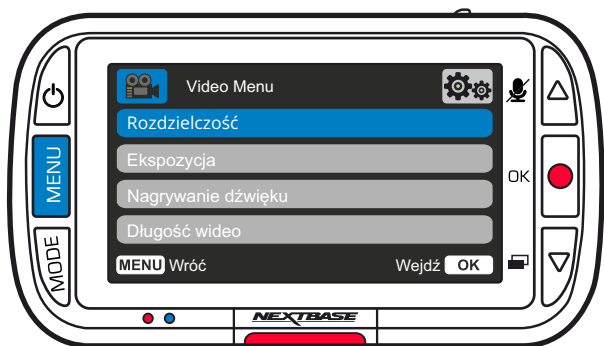 Video Menu
Rozdzielczość
MENU
Ekspozycja
OK
Nagrywanie dźwięku
Długość wideo
MODE
MENU Wróć
Wejdź OK
NEXTBASE